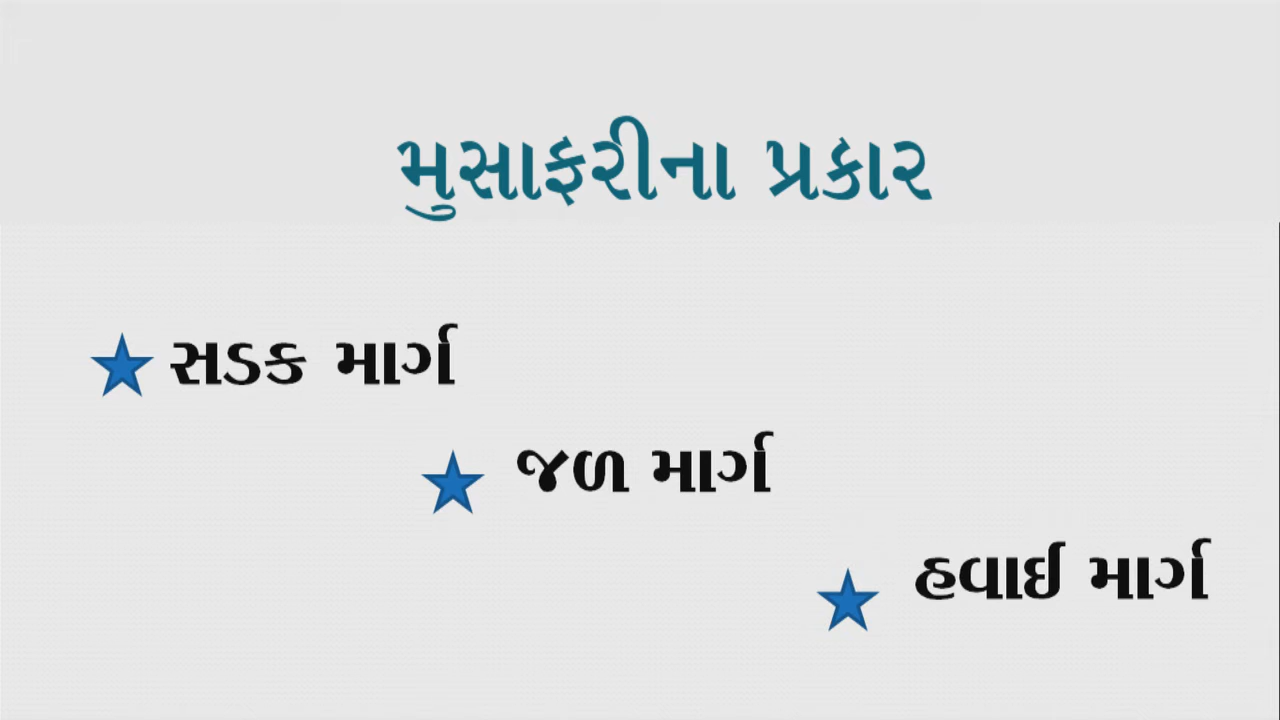 મુસાફરીના પ્રકાર
સડક માર્ગ
જળ માર્ગ
હવાઈ માર્ગ